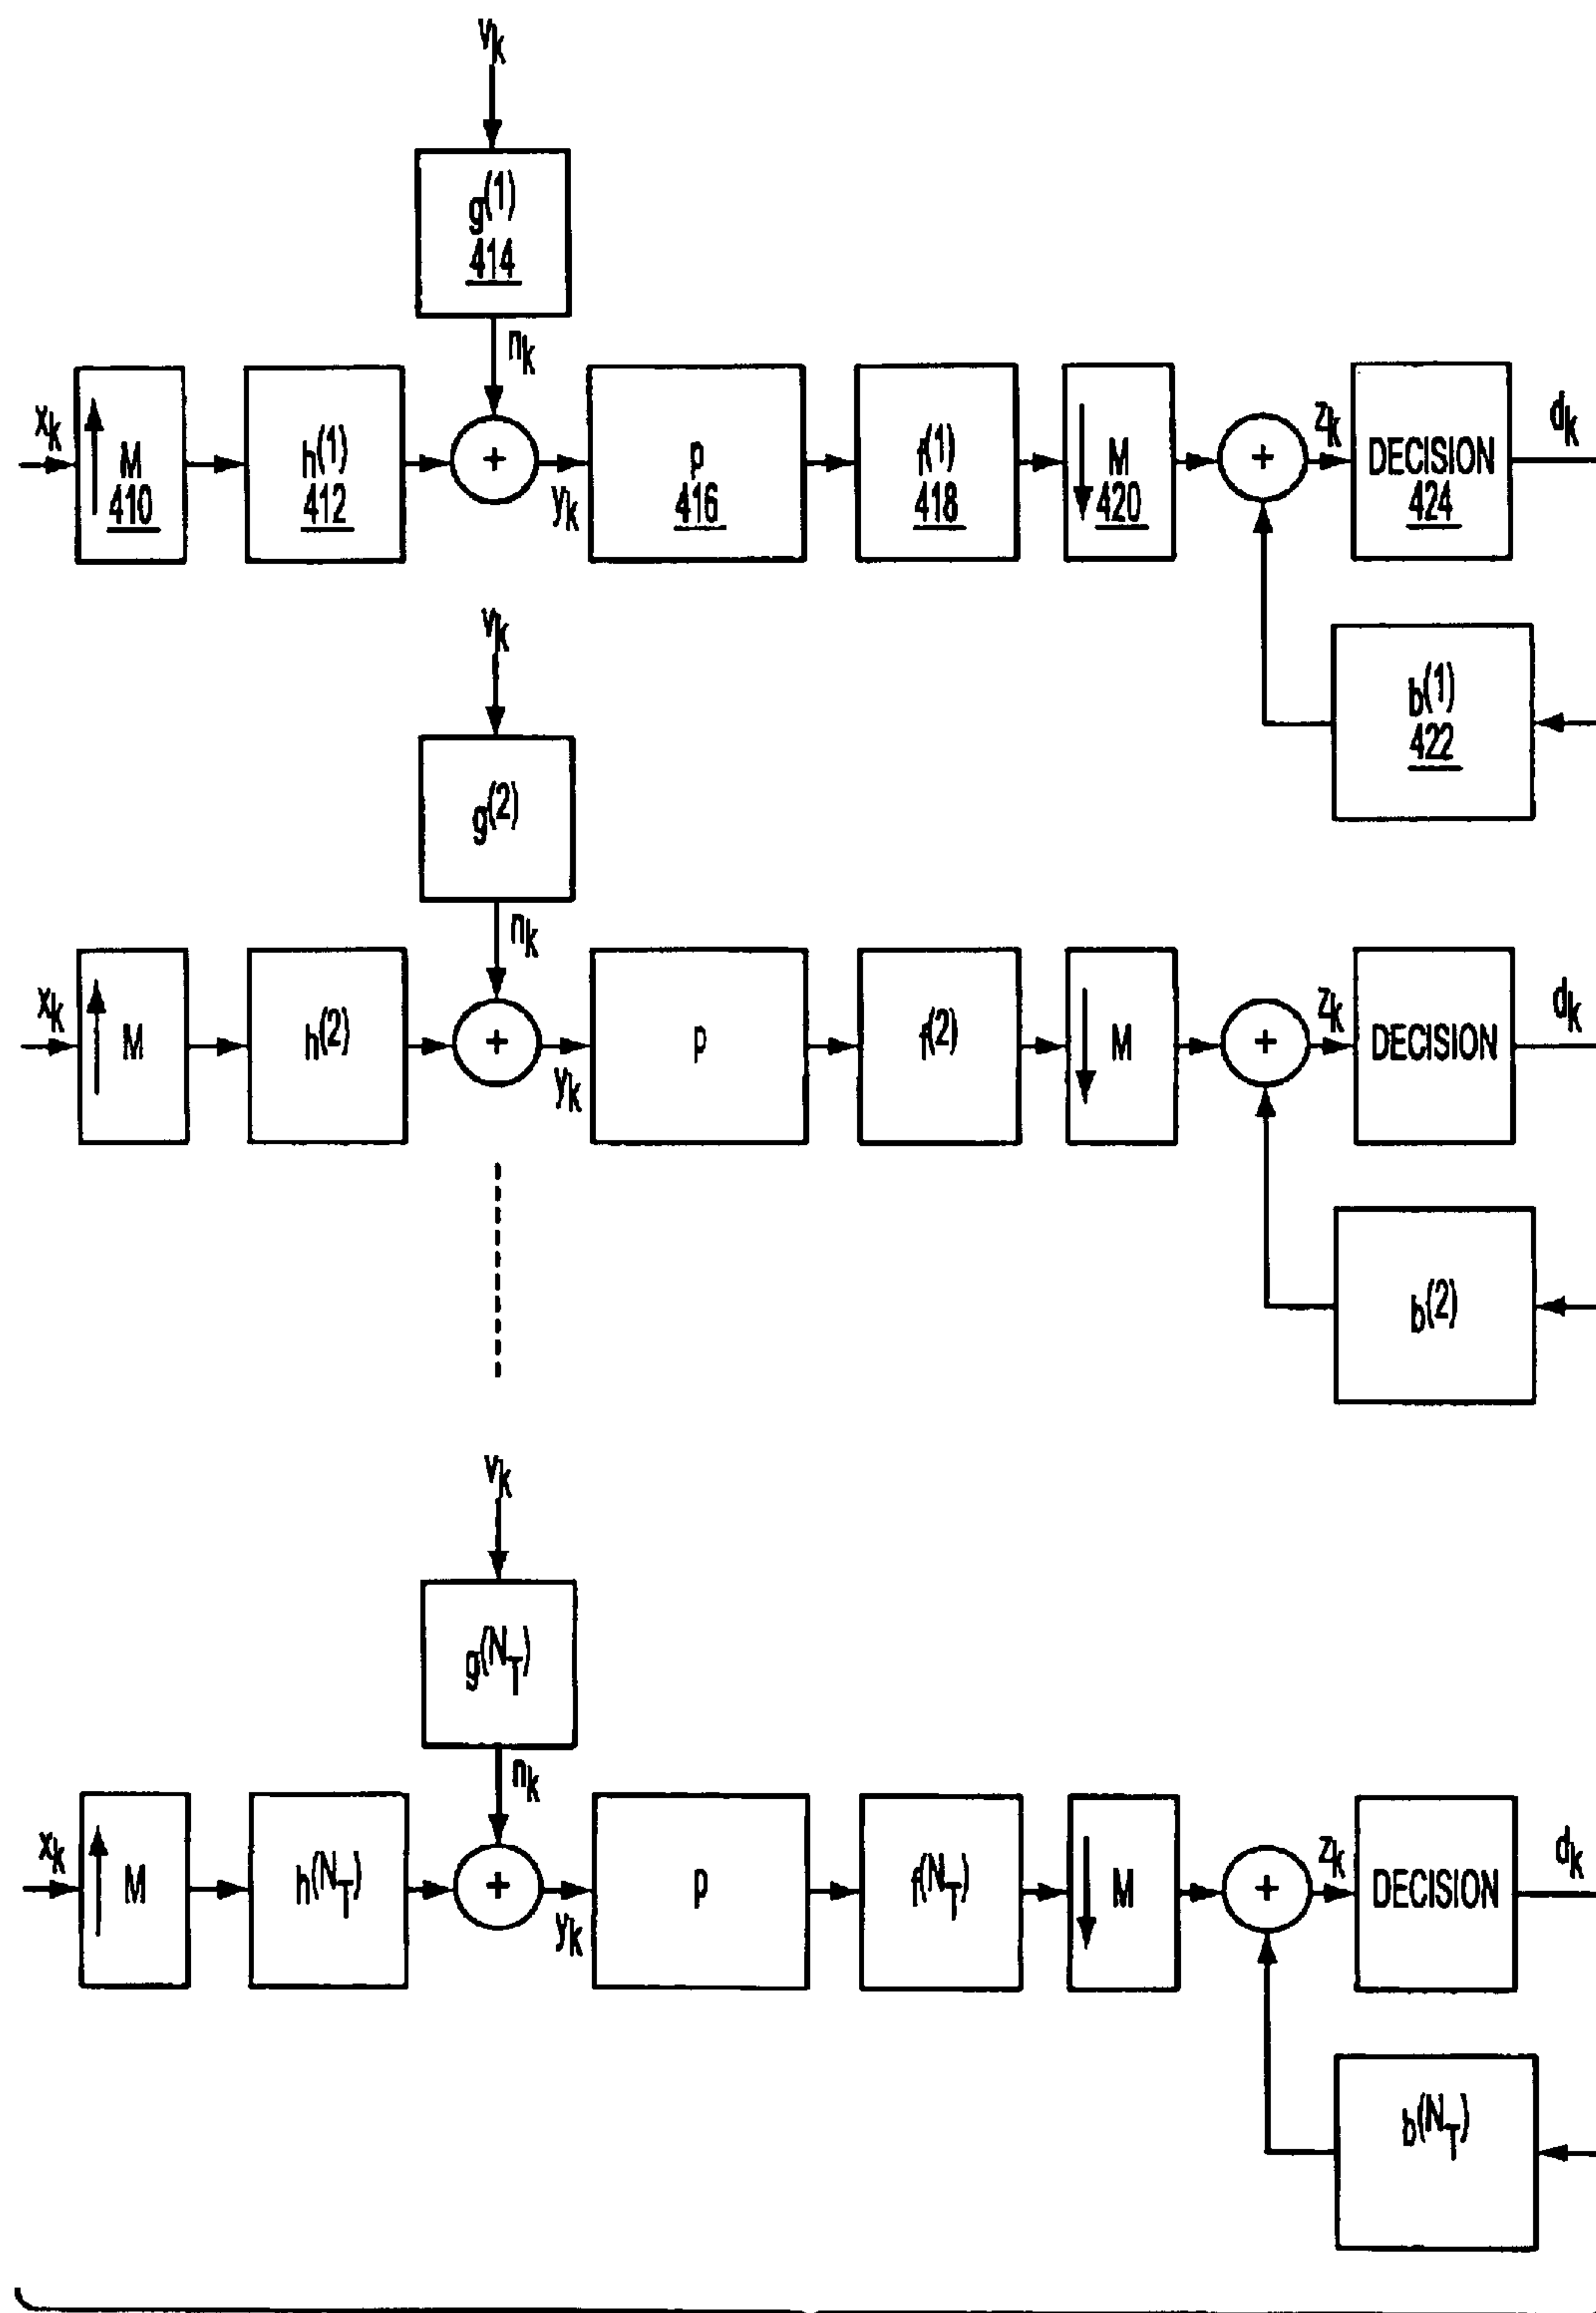 vk
g(1)
414
nk
xk
M
410
h(1)
412
+
yk
p
416
f(1)
418
M
420
+
zk
DECISION
424
dk
b(1)
422
vk
g(2)
nk
xk
M
h(2)
+
yk
p
f(2)
M
+
zk
DECISION
dk
b(2)
vk
g(NT)
nk
xk
M
h(NT)
+
yk
p
f(NT)
M
+
zk
DECISION
dk
b(NT)